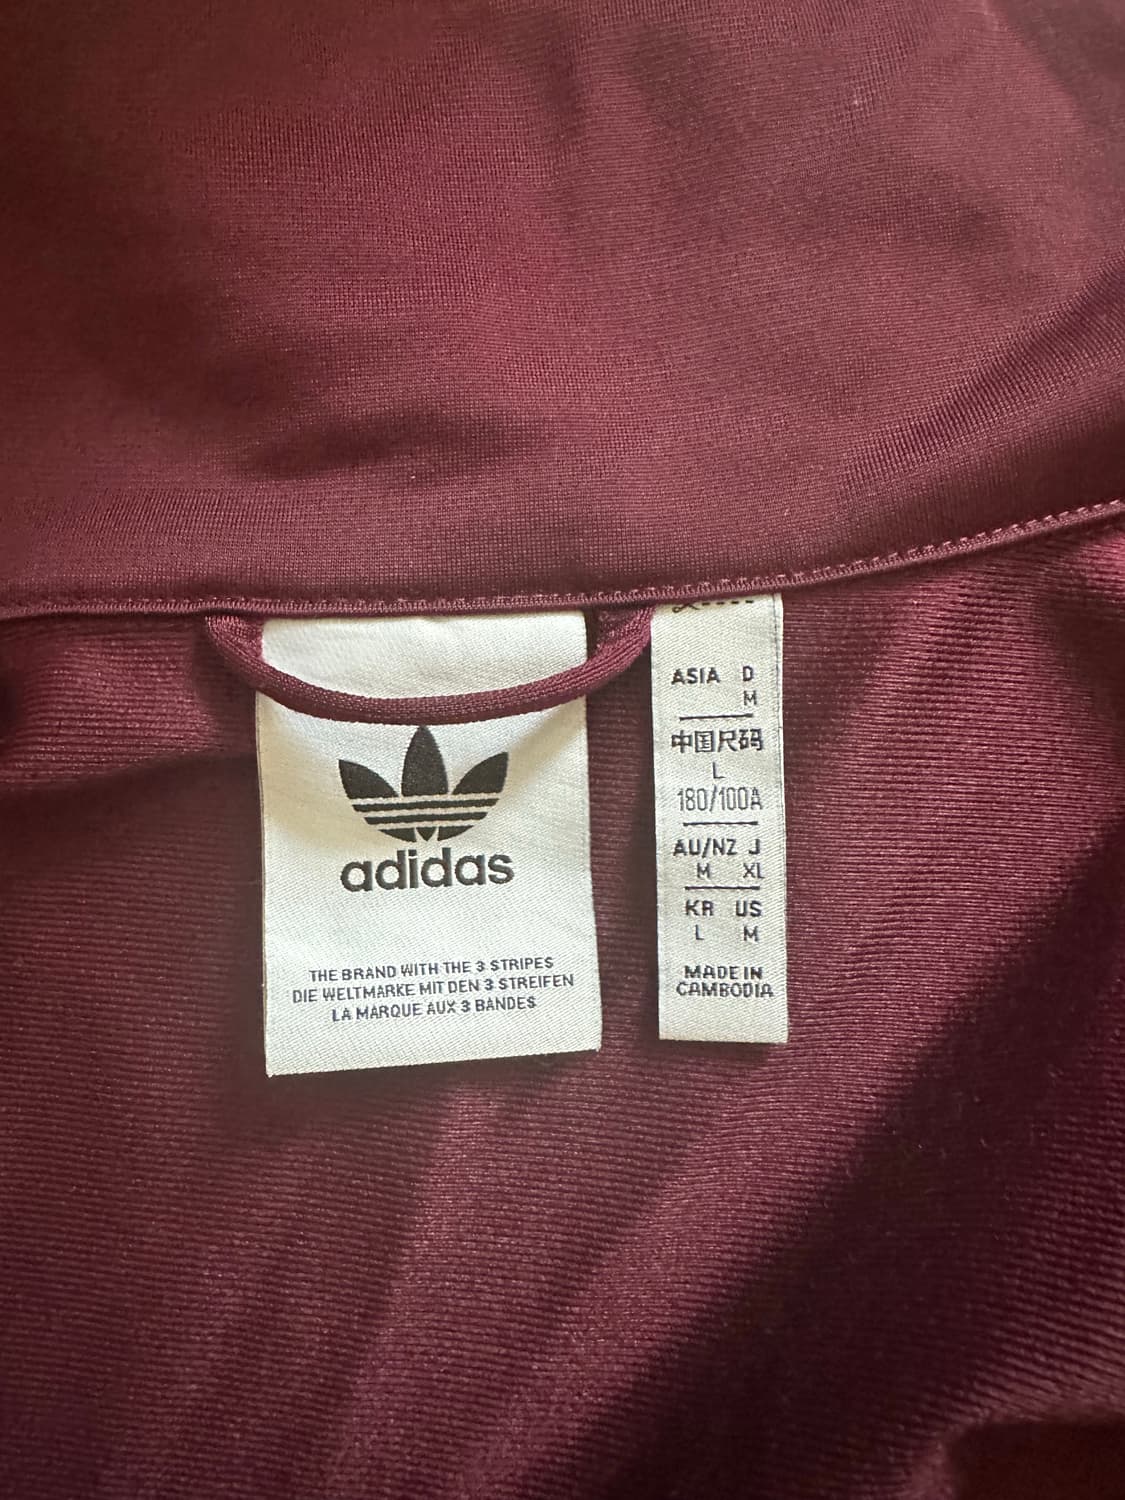 adidas
THE BRAND WITH THE 3 STRIPES
DIE WELTMARKE MIT DEN 3 STREIFEN
LA MARQUE AUX 3 BANDES
ASIA D
M
中国尺码
L
180/100A
AU/NZ J
M XL
KR US
L M
MADE IN
CAMBODIA